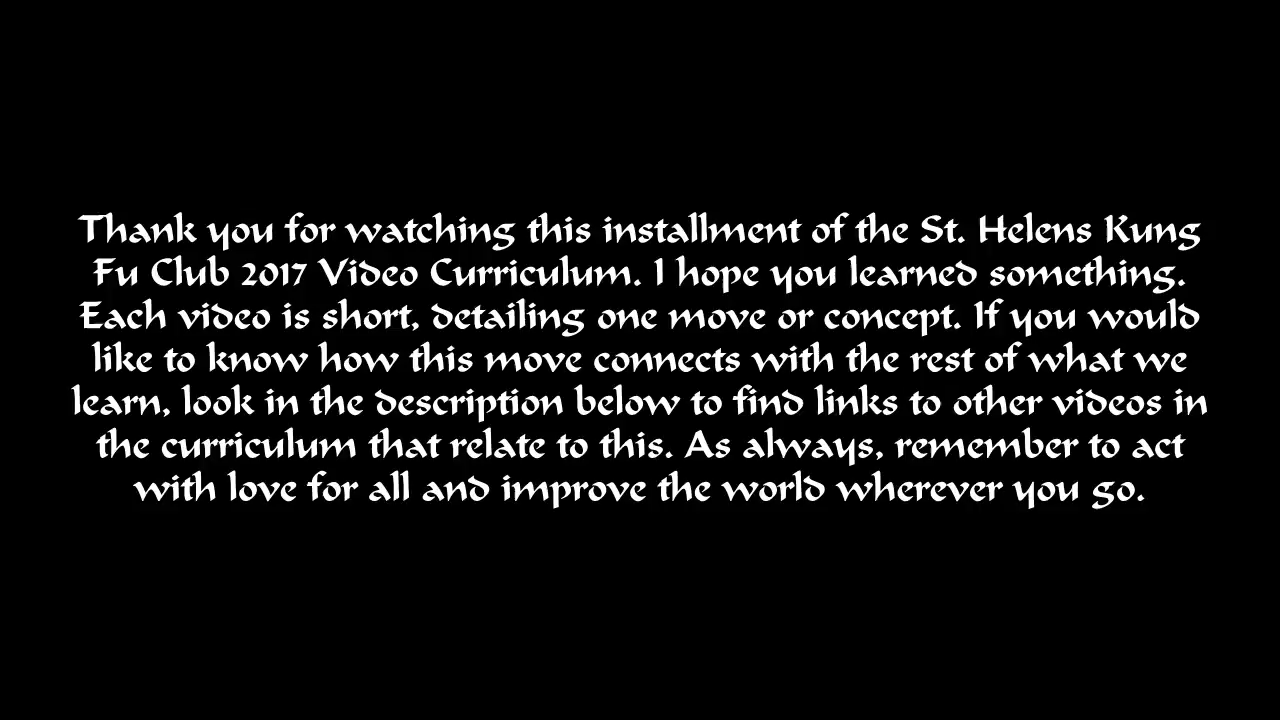 Thank you for watching this installment of the St. Helens Kung
Fu Club 2017 Video Curriculum. I hope you learned something.
Each video is short, detailing one move or concept. If you would
like to know how this move connects with the rest of what we
learn, look in the description below to find links to other videos in
the curriculum that relate to this. As always, remember to act
with love for all and improve the world wherever you go.